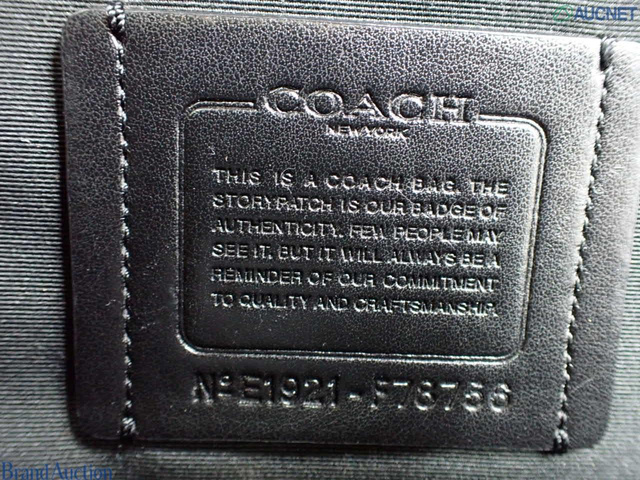 AUCNET
COACH
NEW YORK
THIS IS A COACH BAG. THE
STORYPATCH IS OUR BADGE OF
AUTHENTICITY. FEW PEOPLE MAY
SEE IT. BUT IT WILL ALWAYS BE A
REMINDER OF OUR COMMITMENT
TO QUALITY AND CRAFTSMANSHIP.
Nº E1921-F78756
Brand Auction